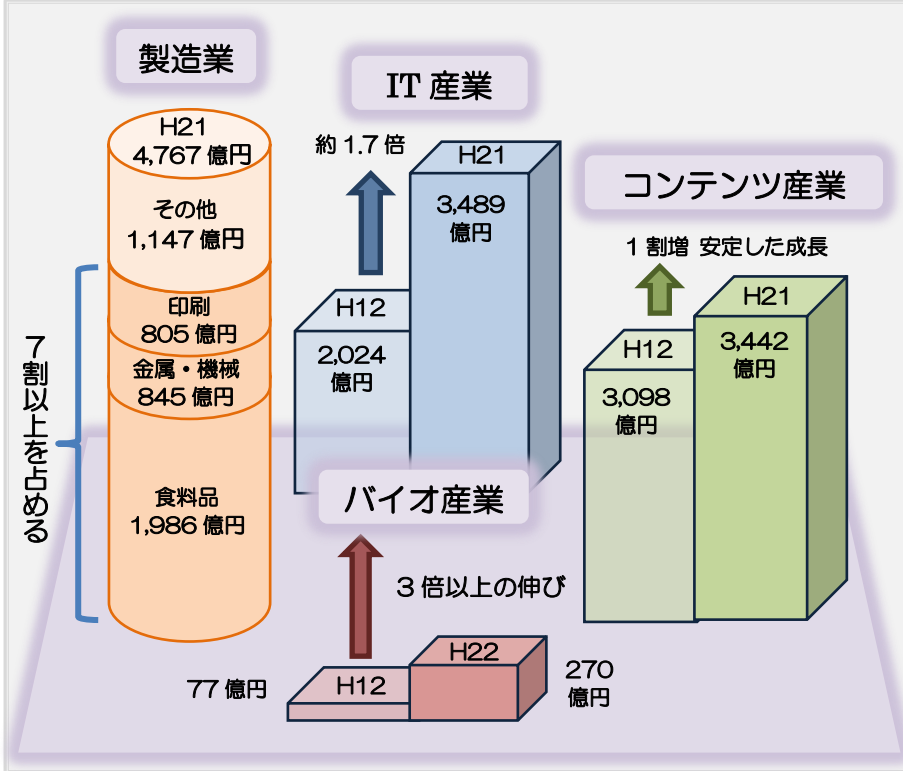 製造業
H21
4,767 億円
その他
1,147 億円
印刷
805 億円
金属・機械
845 億円
食料品
1,986 億円
7割以上を占める
IT 産業
約 1.7 倍
H12
2,024
億円
H21
3,489
億円
コンテンツ産業
1 割増 安定した成長
H12
3,098
億円
H21
3,442
億円
バイオ産業
3 倍以上の伸び
77 億円
H12
H22
270
億円